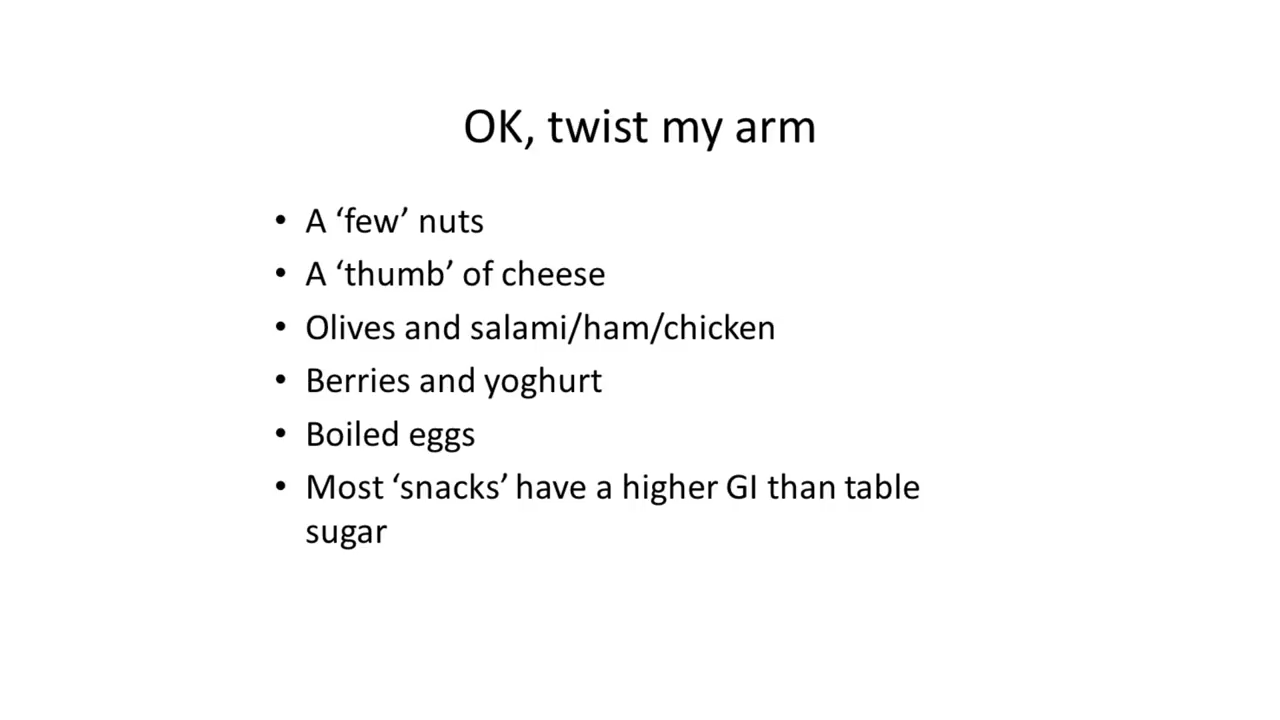 OK, twist my arm
• A ‘few’ nuts
• A ‘thumb’ of cheese
• Olives and salami/ham/chicken
• Berries and yoghurt
• Boiled eggs
• Most ‘snacks’ have a higher GI than table
sugar